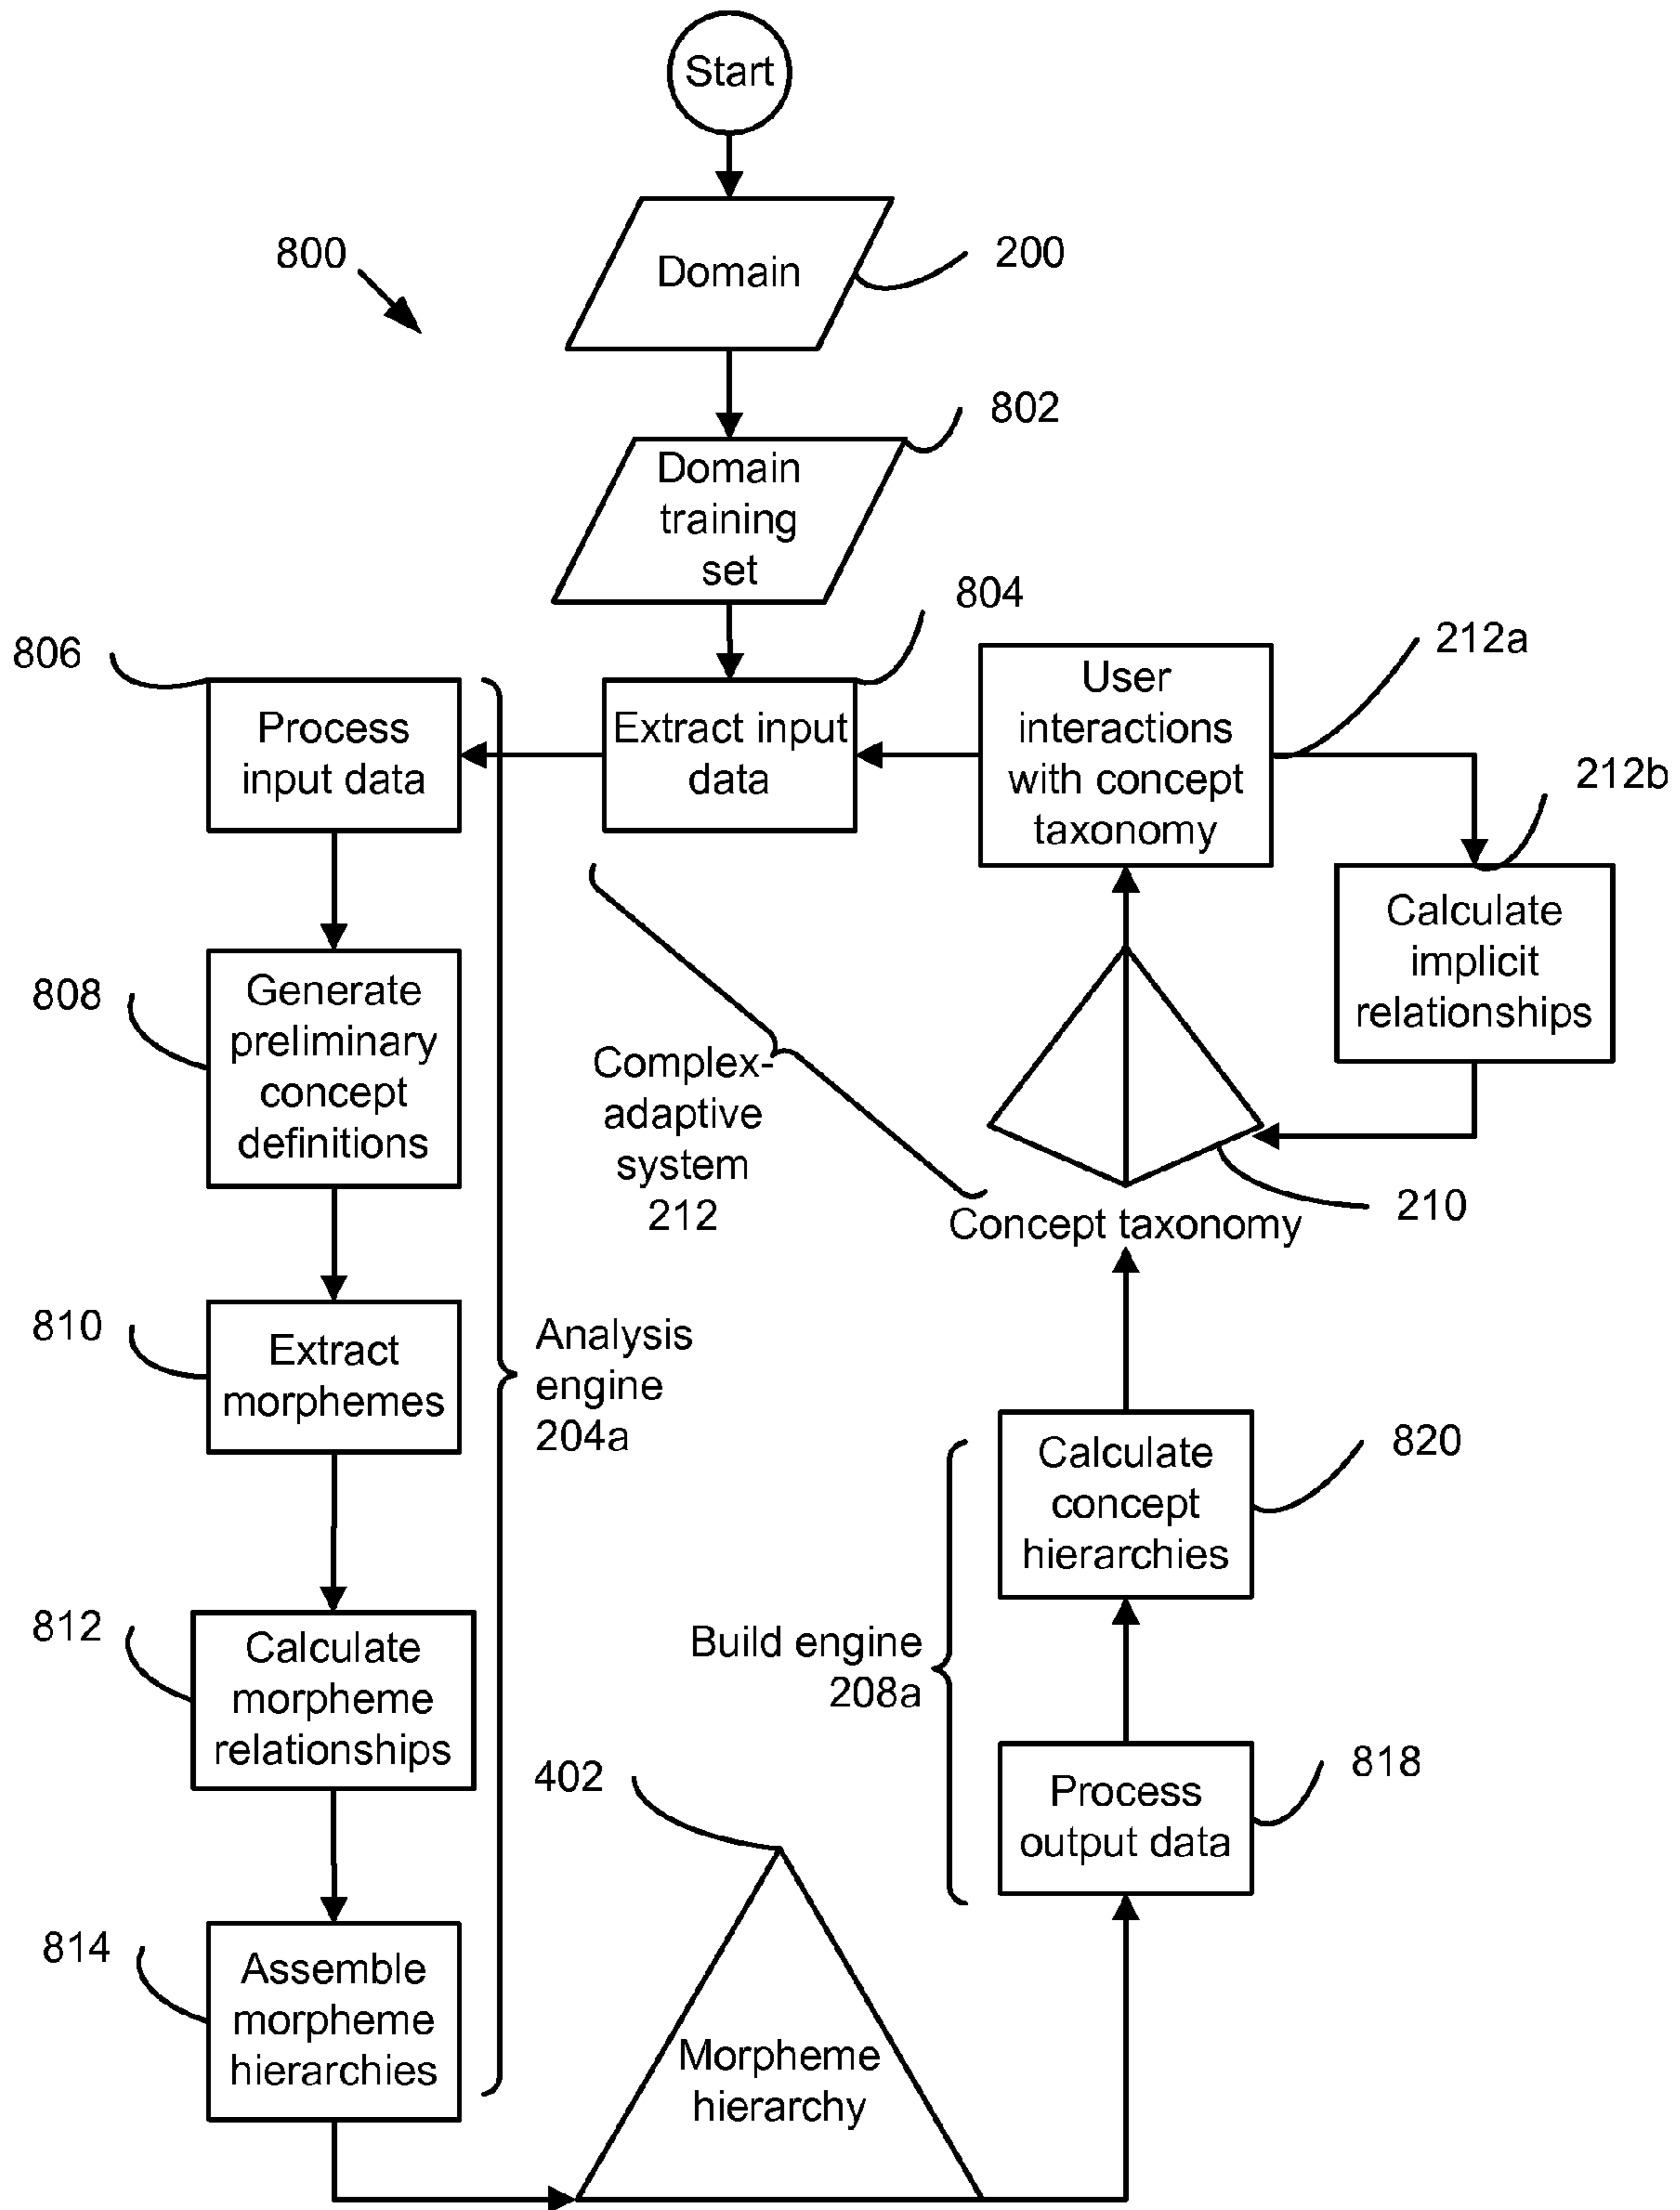 Start
800
Domain
200
802
Domain
training
set
804
806
Process
input data
Extract input
data
User
interactions
with concept
taxonomy
212a
212b
Calculate
implicit
relationships
808
Generate
preliminary
concept
definitions
Complex-
adaptive
system
212
Concept taxonomy
210
810
Extract
morphemes
Analysis
engine
204a
Calculate
concept
hierarchies
820
812
Calculate
morpheme
relationships
Build engine
208a
402
Process
output data
818
814
Assemble
morpheme
hierarchies
Morpheme
hierarchy